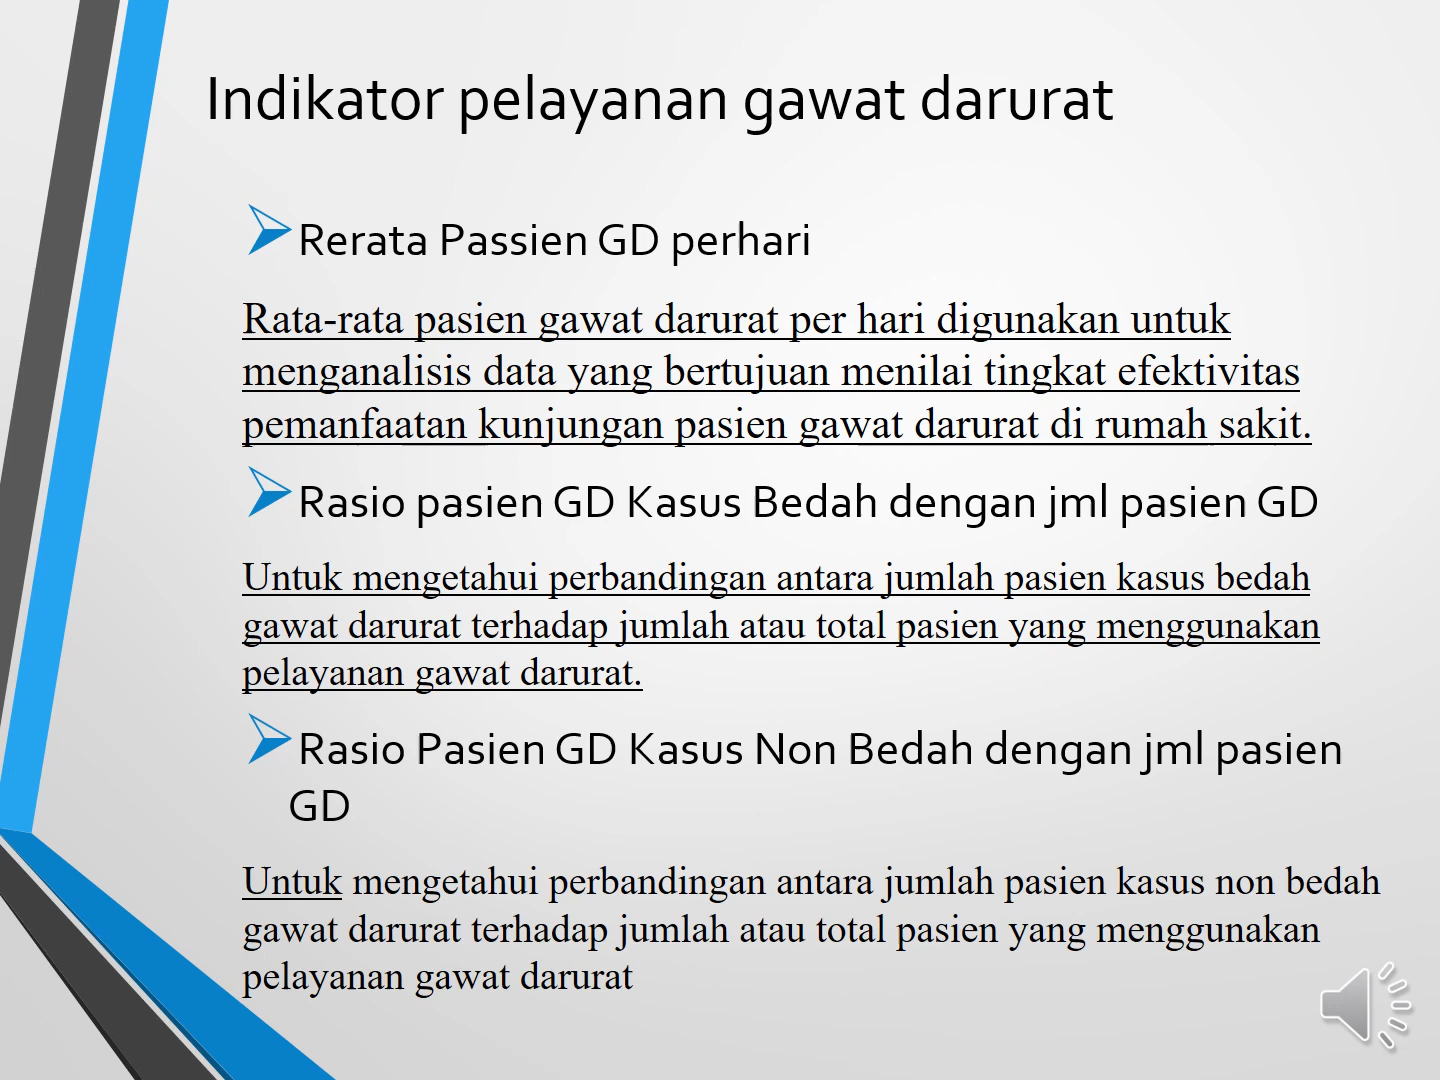 Indikator pelayanan gawat darurat
Rerata Passien GD perhari
Rata-rata pasien gawat darurat per hari digunakan untuk
menganalisis data yang bertujuan menilai tingkat efektivitas
pemanfaatan kunjungan pasien gawat darurat di rumah sakit.
Rasio pasien GD Kasus Bedah dengan jml pasien GD
Untuk mengetahui perbandingan antara jumlah pasien kasus bedah
gawat darurat terhadap jumlah atau total pasien yang menggunakan
pelayanan gawat darurat.
Rasio Pasien GD Kasus Non Bedah dengan jml pasien
GD
Untuk mengetahui perbandingan antara jumlah pasien kasus non bedah
gawat darurat terhadap jumlah atau total pasien yang menggunakan
pelayanan gawat darurat